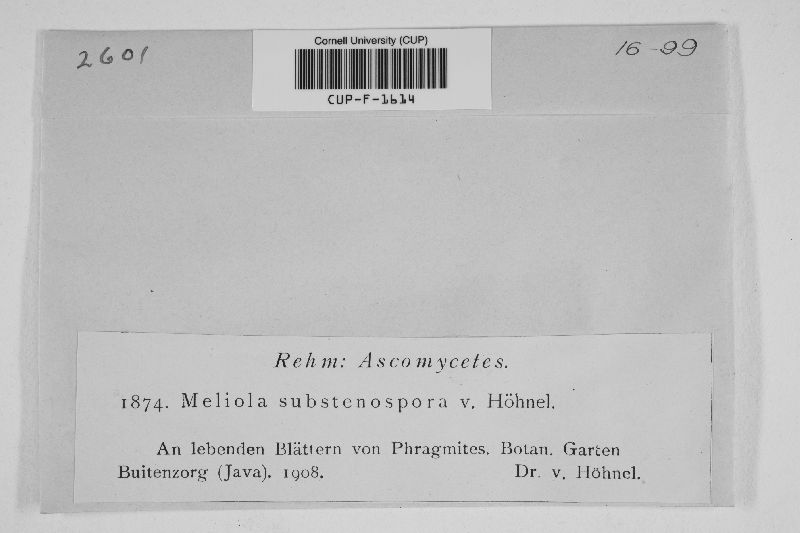 2601
Cornell University (CUP)
CUP-F-1614
16-99
Rehm: Ascomycetes.
1874. Meliola substenospora v. Höhnel.
An lebenden Blättern von Phragmites. Botan. Garten
Buitenzorg (Java). 1908. Dr. v. Höhnel.